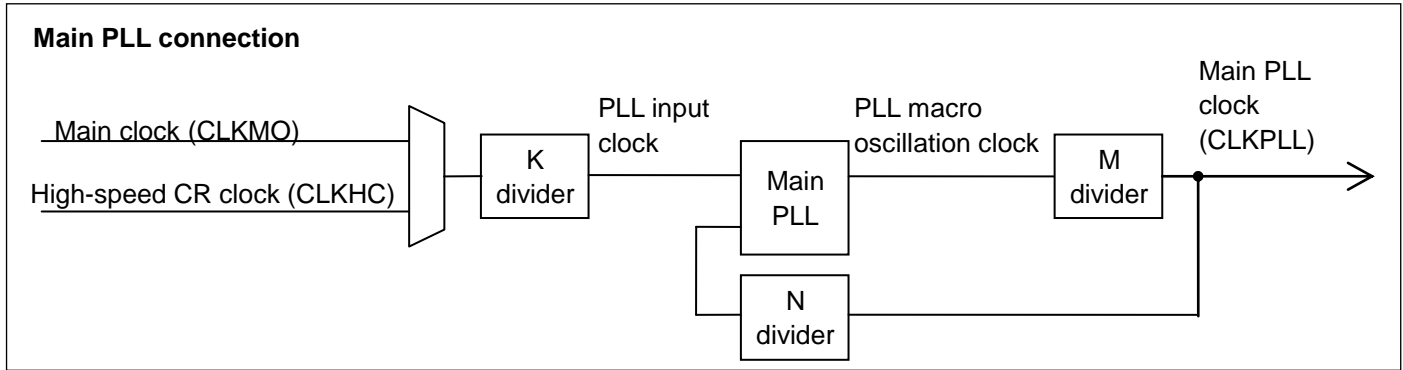 Main PLL connection
Main clock (CLKMO)
High-speed CR clock (CLKHC)
K
divider
PLL input
clock
Main
PLL
N
divider
PLL macro
oscillation clock
M
divider
Main PLL
clock
(CLKPLL)